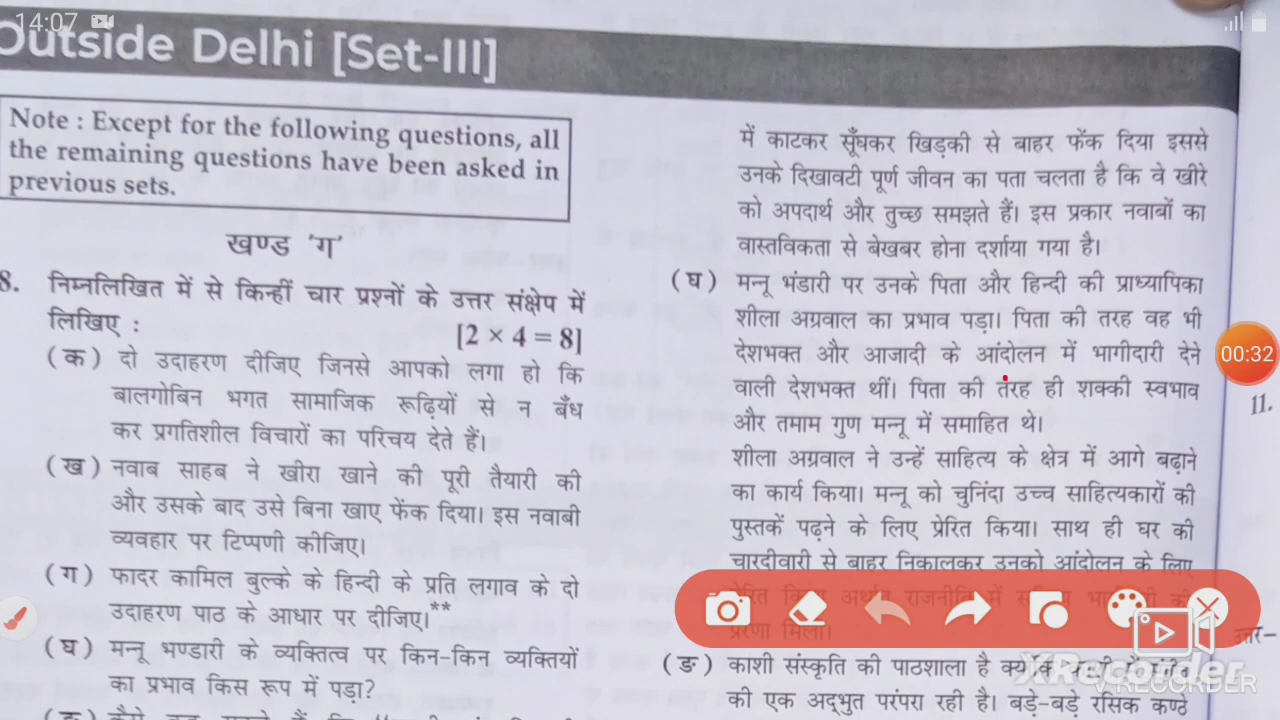 14:07
Outside Delhi [Set-III]
Note : Except for the following questions, all
the remaining questions have been asked in
previous sets.
खण्ड 'ग'
8. निम्नलिखित में से किन्हीं चार प्रश्नों के उत्तर संक्षेप में
लिखिए : [2 × 4 = 8]
(क) दो उदाहरण दीजिए जिनसे आपको लगा हो कि
बालगोबिन भगत सामाजिक रूढ़ियों से न बँध
कर प्रगतिशील विचारों का परिचय देते हैं।
(ख) नवाब साहब ने खीरा खाने की पूरी तैयारी की
और उसके बाद उसे बिना खाए फेंक दिया। इस नवाबी
व्यवहार पर टिप्पणी कीजिए।
(ग) फादर कामिल बुल्के के हिन्दी के प्रति लगाव के दो
उदाहरण पाठ के आधार पर दीजिए।**
(घ) मन्नू भण्डारी के व्यक्तित्व पर किन-किन व्यक्तियों
का प्रभाव किस रूप में पड़ा?
में काटकर सूँघकर खिड़की से बाहर फेंक दिया इससे
उनके दिखावटी पूर्ण जीवन का पता चलता है कि वे खीरे
को अपदार्थ और तुच्छ समझते हैं। इस प्रकार नवाबों का
वास्तविकता से बेखबर होना दर्शाया गया है।
(घ) मन्नू भंडारी पर उनके पिता और हिन्दी की प्राध्यापिका
शीला अग्रवाल का प्रभाव पड़ा। पिता की तरह वह भी
देशभक्त और आजादी के आंदोलन में भागीदारी देने
वाली देशभक्त थीं। पिता की तरह ही शक्की स्वभाव
और तमाम गुण मन्नू में समाहित थे।
शीला अग्रवाल ने उन्हें साहित्य के क्षेत्र में आगे बढ़ाने
का कार्य किया। मन्नू को चुनिंदा उच्च साहित्यकारों की
पुस्तकें पढ़ने के लिए प्रेरित किया। साथ ही घर की
चारदीवारी से बाहर निकालकर उनको आंदोलन के लिए
प्रेरित किया अर्थात् राजनीति में की
प्रेरणा मिला।
(ङ) काशी संस्कृति की पाठशाला है
की एक अद्भुत परंपरा रही है। बड़े-बड़े रसिक कण्ठे
00:32
11.
उत्तर–
XRecorder
VRECORDER